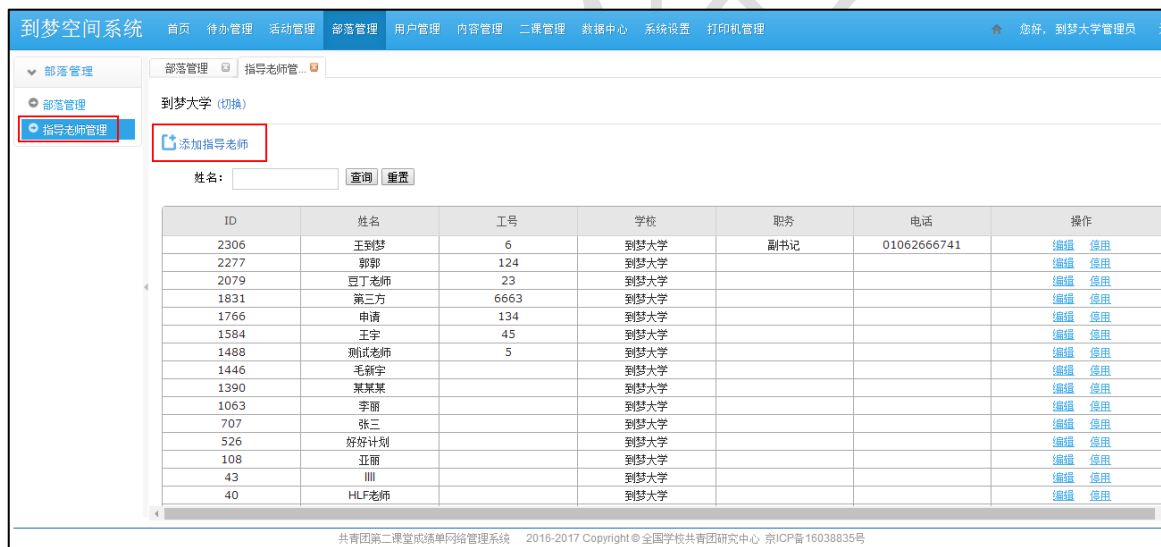 到梦空间系统 首页 待办管理 活动管理 部落管理 用户管理 内容管理 二课管理 数据中心 系统设置 打印机管理 您好，到梦大学管理员
部落管理
部落管理
指导老师管理
部落管理 指导老师管...
到梦大学 (切换)
添加指导老师
姓名： 查询 重置
ID 姓名 工号 学校 职务 电话 操作
2306 王到梦 6 到梦大学 副书记 01062666741 编辑 停用
2277 郭郭 124 到梦大学 编辑 停用
2079 豆丁老师 23 到梦大学 编辑 停用
1831 第三方 6663 到梦大学 编辑 停用
1766 申请 134 到梦大学 编辑 停用
1584 王宇 45 到梦大学 编辑 停用
1488 测试老师 5 到梦大学 编辑 停用
1446 毛新宇 到梦大学 编辑 停用
1390 某某某 到梦大学 编辑 停用
1063 李丽 到梦大学 编辑 停用
707 张三 到梦大学 编辑 停用
526 好好计划 到梦大学 编辑 停用
108 亚丽 到梦大学 编辑 停用
43 llll 到梦大学 编辑 停用
40 HLF老师 到梦大学 编辑 停用
共青团第二课堂成绩单网络管理系统 2016-2017 Copyright © 全国学校共青团研究中心 京ICP备16038835号